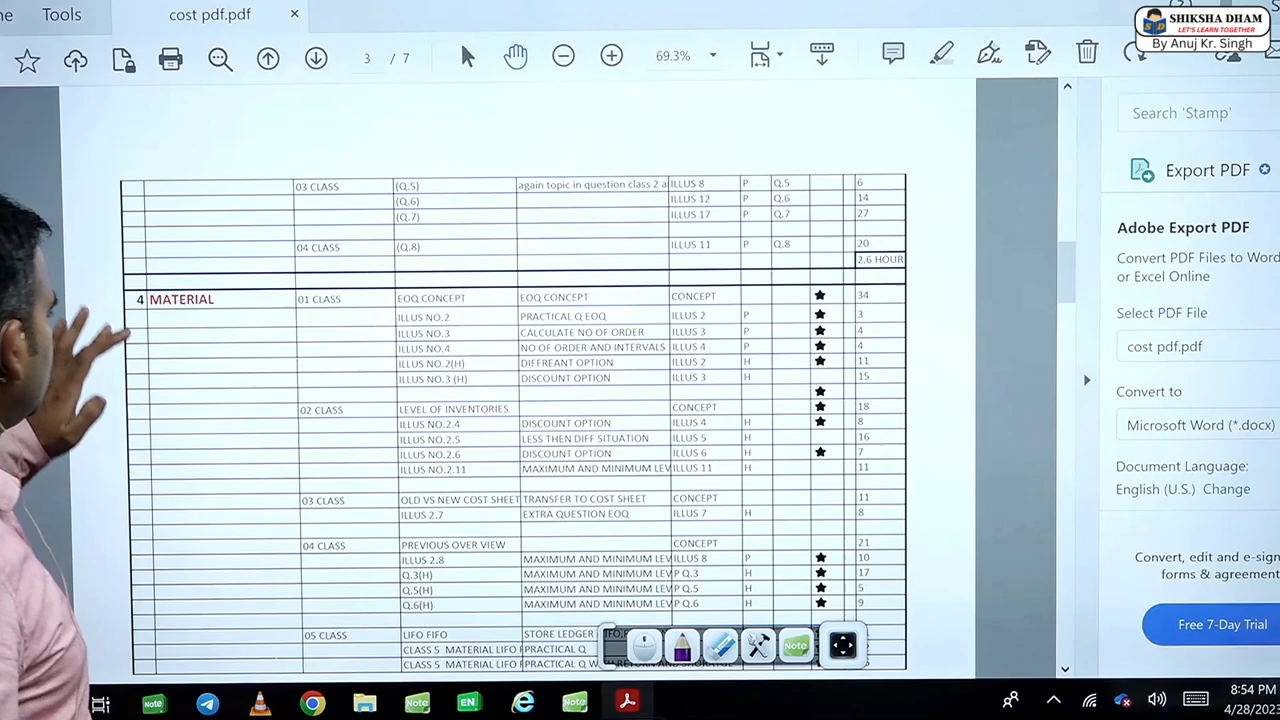 ne Tools cost pdf.pdf ×
SHIKSHA DHAM
LET'S LEARN TOGETHER
By Anuj Kr. Singh
3 / 7 69.3%
Search 'Stamp'
Export PDF
Adobe Export PDF
Convert PDF Files to Word
or Excel Online
Select PDF File
cost pdf.pdf
Convert to
Microsoft Word (*.docx)
Document Language:
English (U.S.) Change
Convert, edit and e-sign
forms & agreement
Free 7-Day Trial
03 CLASS (Q.5) again topic in question class 2 a ILLUS 8 P Q.5 6
(Q.6) ILLUS 12 P Q.6 14
(Q.7) ILLUS 17 P Q.7 27
04 CLASS (Q.8) ILLUS 11 P Q.8 20
2.6 HOUR
4 MATERIAL 01 CLASS EOQ CONCEPT EOQ CONCEPT CONCEPT ★ 34
ILLUS NO.2 PRACTICAL Q EOQ ILLUS 2 P ★ 3
ILLUS NO.3 CALCULATE NO OF ORDER ILLUS 3 P ★ 4
ILLUS NO.4 NO OF ORDER AND INTERVALS ILLUS 4 P ★ 4
ILLUS NO.2(H) DIFFREANT OPTION ILLUS 2 H ★ 11
ILLUS NO.3 (H) DISCOUNT OPTION ILLUS 3 H 15
★
02 CLASS LEVEL OF INVENTORIES CONCEPT ★ 18
ILLUS NO.2.4 DISCOUNT OPTION ILLUS 4 H ★ 8
ILLUS NO.2.5 LESS THEN DIFF SITUATION ILLUS 5 H 16
ILLUS NO.2.6 DISCOUNT OPTION ILLUS 6 H ★ 7
ILLUS NO.2.11 MAXIMUM AND MINIMUM LEV ILLUS 11 H 11
03 CLASS OLD VS NEW COST SHEET TRANSFER TO COST SHEET CONCEPT 11
ILLUS 2.7 EXTRA QUESTION EOQ ILLUS 7 H 8
04 CLASS PREVIOUS OVER VIEW CONCEPT 21
ILLUS 2.8 MAXIMUM AND MINIMUM LEV ILLUS 8 P ★ 10
Q.3(H) MAXIMUM AND MINIMUM LEV P Q.3 H ★ 17
Q.5(H) MAXIMUM AND MINIMUM LEV P Q.5 H ★ 5
Q.6(H) MAXIMUM AND MINIMUM LEV P Q.6 H ★ 9
05 CLASS LIFO FIFO STORE LEDGER
CLASS 5 MATERIAL LIFO PRACTICAL Q
CLASS 5 MATERIAL LIFO PRACTICAL Q
Note
Note Note EN Note
8:54 PM
4/28/2023